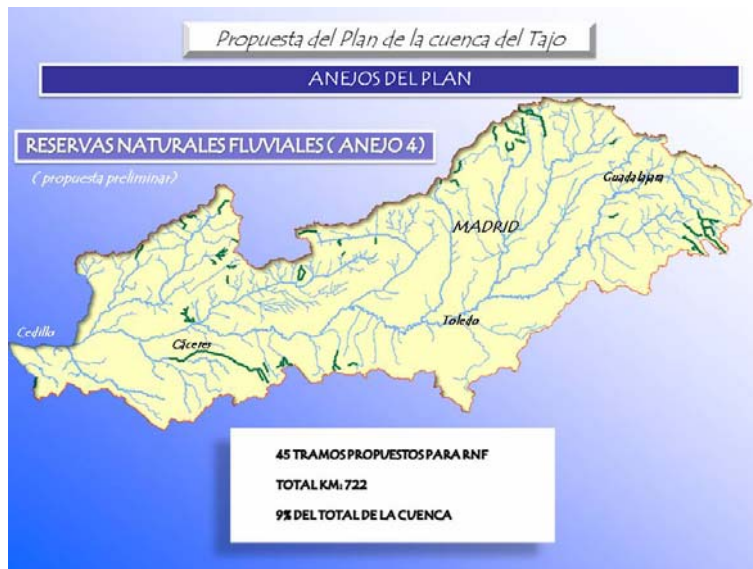 Propuesta del Plan de la cuenca del Tajo
ANEJOS DEL PLAN
RESERVAS NATURALES FLUVIALES ( ANEJO 4)
( propuesta preliminar)
Guadalajara
MADRID
Toledo
Cedillo
Cáceres
45 TRAMOS PROPUESTOS PARA RNF
TOTAL KM: 722
9% DEL TOTAL DE LA CUENCA